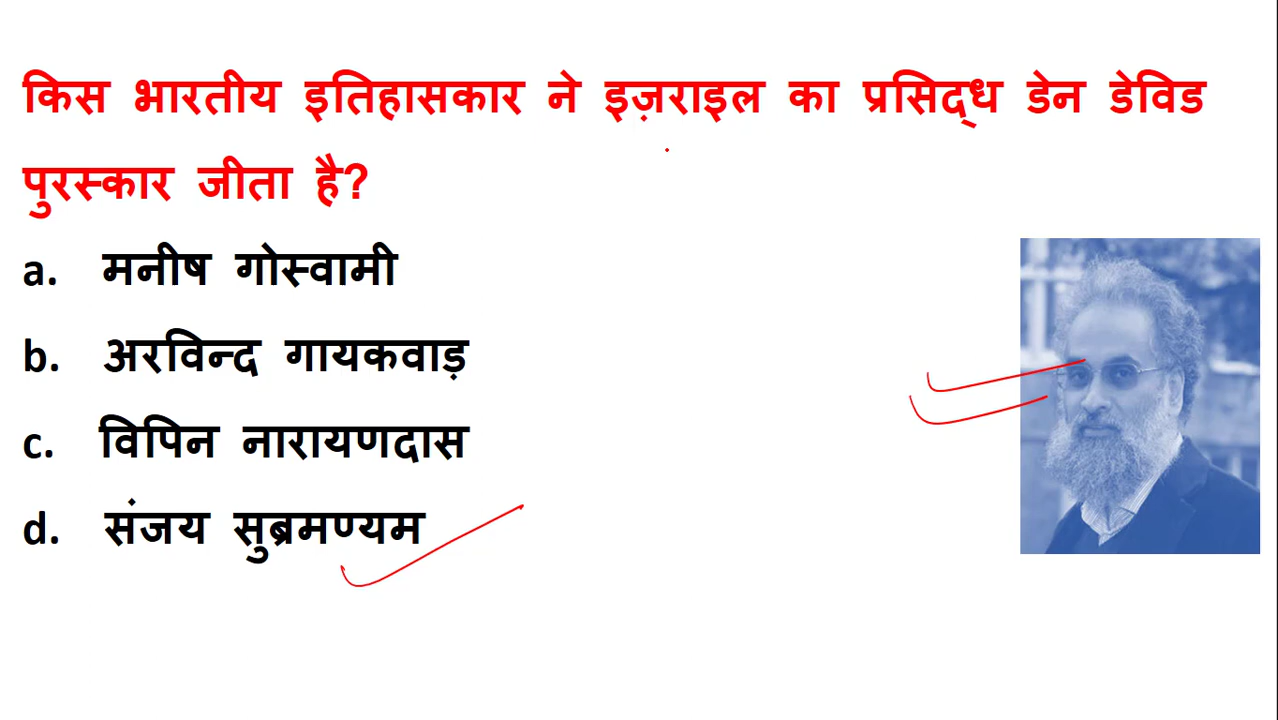 किस भारतीय इतिहासकार ने इज़राइल का प्रसिद्ध डेन डेविड
पुरस्कार जीता है?
a. मनीष गोस्वामी
b. अरविन्द गायकवाड़
c. विपिन नारायणदास
d. संजय सुब्रमण्यम